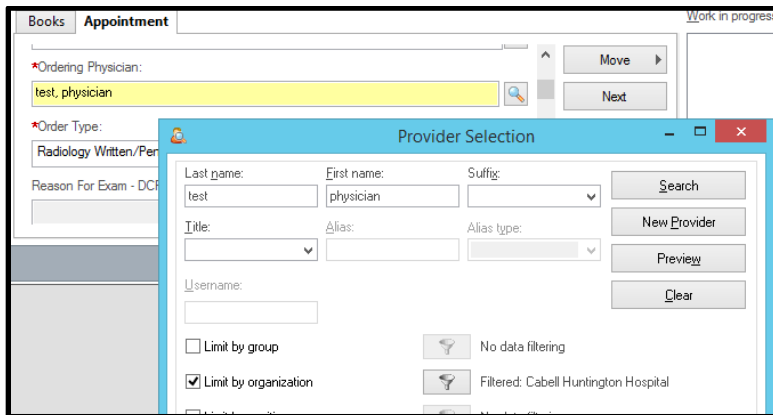 Books Appointment
Work in progress
*Ordering Physician:
Move
test, physician
Next
*Order Type:
Radiology Written/Per
Reason For Exam - DCP
Provider Selection
Last name: First name: Suffix:
test physician
Search
New Provider
Title: Alias: Alias type:
Preview
Clear
Username:
Limit by group No data filtering
Limit by organization Filtered: Cabell Huntington Hospital